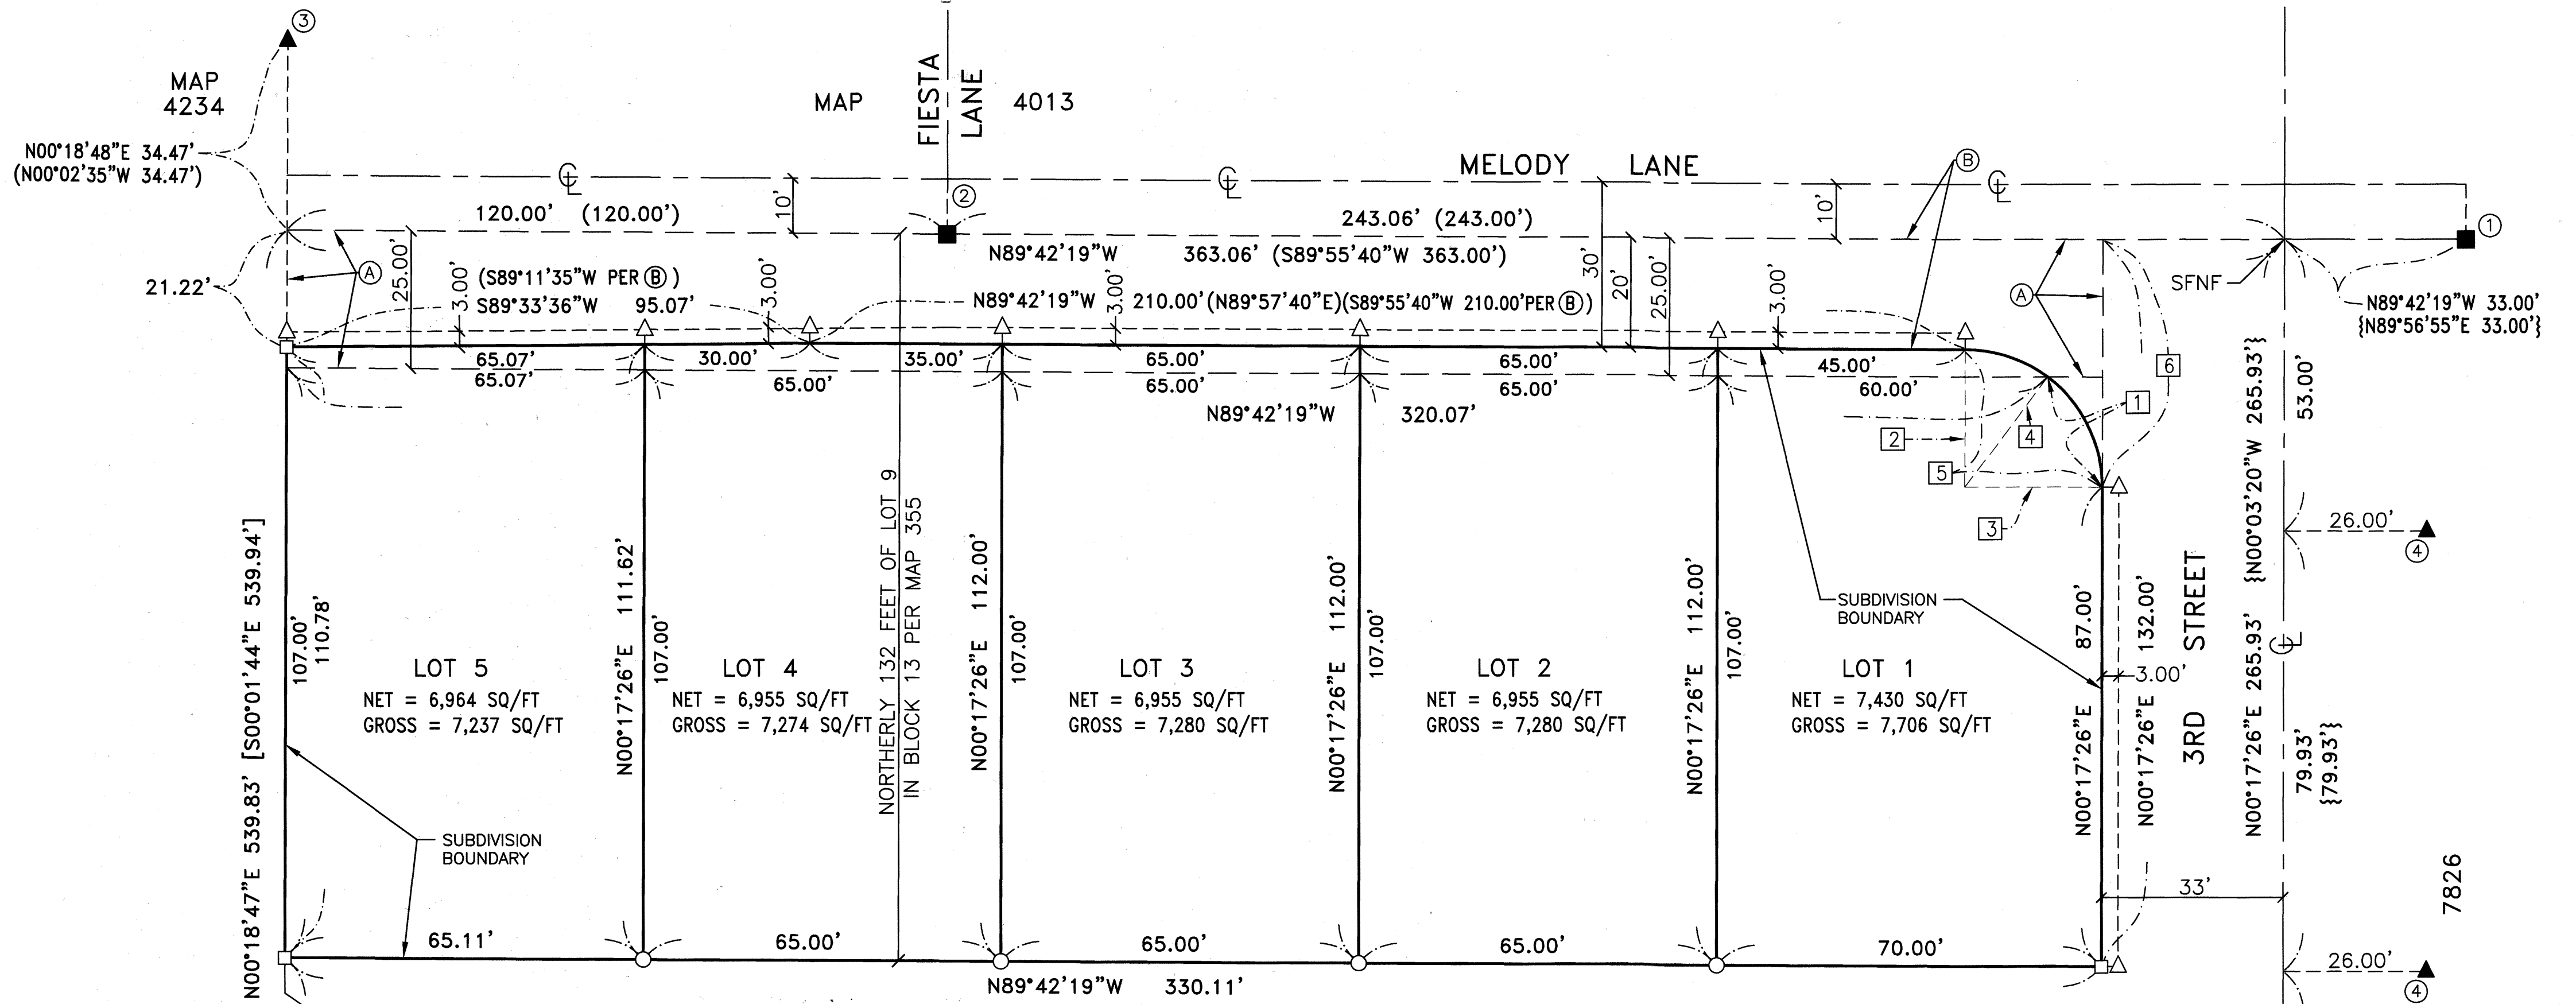 ③
MAP
4234
MAP
FIESTA
LANE
4013
N00°18'48"E 34.47'
(N00°02'35"W 34.47')
MELODY LANE
Ⓑ
℄
℄
℄
②
①
120.00' (120.00')
10'
243.06' (243.00')
10'
N89°42'19"W 363.06' (S89°55'40"W 363.00')
SFNF
N89°42'19"W 33.00'
{N89°56'55"E 33.00'}
21.22'
Ⓐ
25.00'
3.00'
(S89°11'35"W PER Ⓑ)
S89°33'36"W 95.07'
3.00'
N89°42'19"W 210.00'(N89°57'40"E)(S89°55'40"W 210.00'PER Ⓑ)
3.00'
30'
20'
25.00'
3.00'
Ⓐ
65.07'
30.00'
35.00'
65.00'
65.00'
45.00'
65.07'
65.00'
65.00'
65.00'
60.00'
N89°42'19"W 320.07'
6
1
2
4
5
3
N00°18'47"E 539.83' [S00°01'44"E 539.94']
107.00'
110.78'
N00°17'26"E 111.62'
107.00'
NORTHERLY 132 FEET OF LOT 9
IN BLOCK 13 PER MAP 355
N00°17'26"E 112.00'
107.00'
N00°17'26"E 112.00'
107.00'
N00°17'26"E 112.00'
107.00'
SUBDIVISION
BOUNDARY
N00°17'26"E 87.00'
N00°17'26"E 132.00'
3.00'
3RD STREET
N00°17'26"E 265.93' {N00°03'20"W 265.93'}
℄
53.00'
79.93'
{79.93'}
26.00'
④
LOT 5
NET = 6,964 SQ/FT
GROSS = 7,237 SQ/FT
LOT 4
NET = 6,955 SQ/FT
GROSS = 7,274 SQ/FT
LOT 3
NET = 6,955 SQ/FT
GROSS = 7,280 SQ/FT
LOT 2
NET = 6,955 SQ/FT
GROSS = 7,280 SQ/FT
LOT 1
NET = 7,430 SQ/FT
GROSS = 7,706 SQ/FT
SUBDIVISION
BOUNDARY
33'
7826
65.11'
65.00'
65.00'
65.00'
70.00'
N89°42'19"W 330.11'
26.00'
④